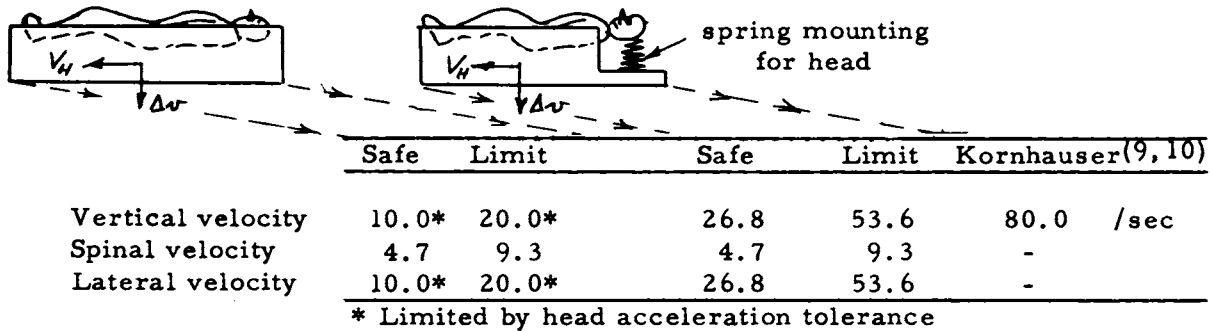 spring mounting
for head
V_H Δv V_H Δv
Safe Limit Safe Limit Kornhauser(9, 10)
Vertical velocity 10.0* 20.0* 26.8 53.6 80.0 /sec
Spinal velocity 4.7 9.3 4.7 9.3 -
Lateral velocity 10.0* 20.0* 26.8 53.6 -
* Limited by head acceleration tolerance